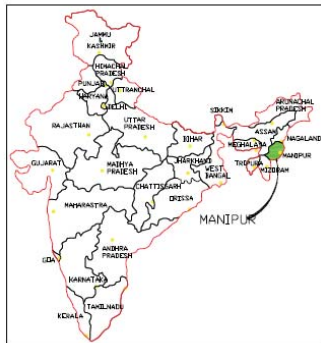 JAMMU
&
KASHMIR
HIMACHAL
PRADESH
PUNJAB
UTTRANCHAL
HARYANA
DELHI
RAJASTHAN
UTTAR
PRADESH
BIHAR
SIKKIM
ARUNACHAL
PRADESH
ASSAM
NAGALAND
MEGHALAYA
MANIPUR
TRIPURA
MIZORAM
GUJARAT
MADHYA
PRADESH
JHARKHAND
WEST
BANGAL
CHATTISGARH
ORISSA
MANIPUR
MAHARASTRA
ANDHRA
PRADESH
GOA
KARNATAKA
TAMILNADU
KERALA